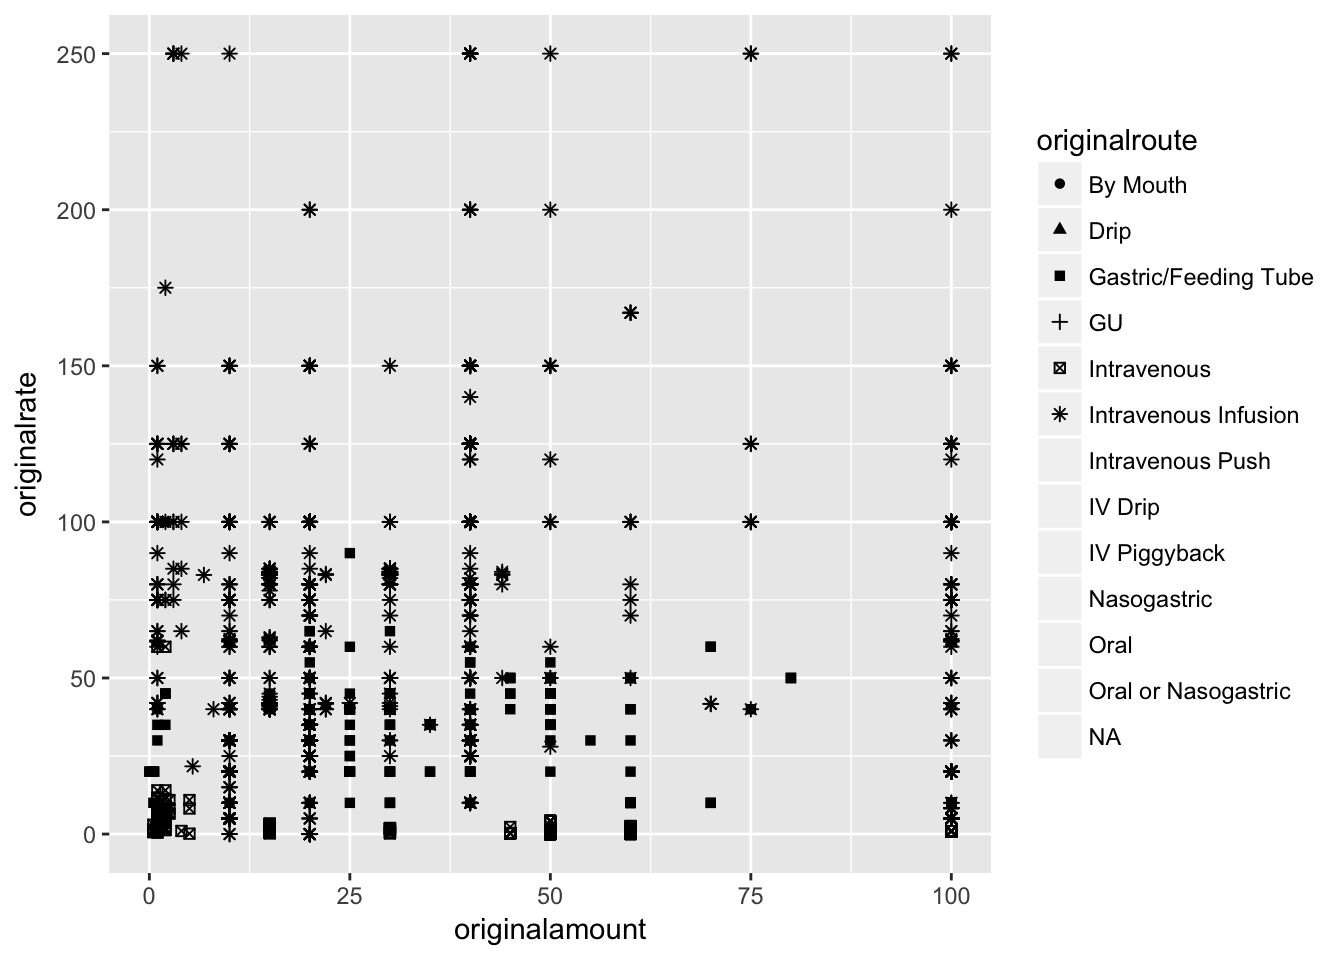 250
200
150
100
50
0
0 25 50 75 100
originalamount
originalrate
originalroute
By Mouth
Drip
Gastric/Feeding Tube
GU
Intravenous
Intravenous Infusion
Intravenous Push
IV Drip
IV Piggyback
Nasogastric
Oral
Oral or Nasogastric
NA